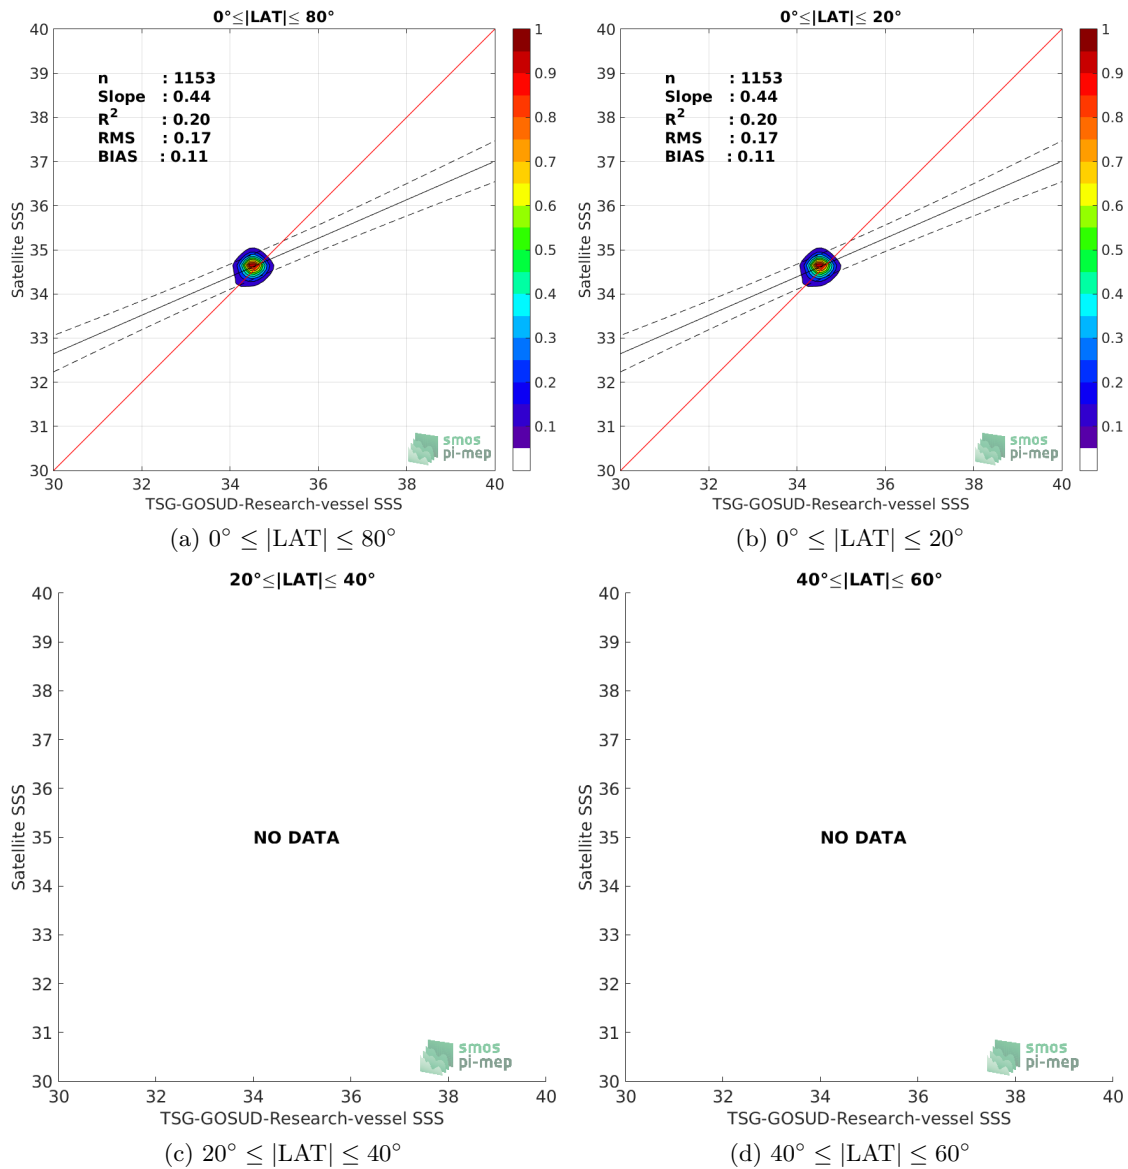 0°≤|LAT|≤ 80°
40
39
38
37
36
35
34
33
32
31
30
n : 1153
Slope : 0.44
R² : 0.20
RMS : 0.17
BIAS : 0.11
Satellite SSS
smos
pi-mep
30 32 34 36 38 40
TSG-GOSUD-Research-vessel SSS
1
0.9
0.8
0.7
0.6
0.5
0.4
0.3
0.2
0.1
(a) 0° ≤ |LAT| ≤ 80°
0°≤|LAT|≤ 20°
40
39
38
37
36
35
34
33
32
31
30
n : 1153
Slope : 0.44
R² : 0.20
RMS : 0.17
BIAS : 0.11
Satellite SSS
smos
pi-mep
30 32 34 36 38 40
TSG-GOSUD-Research-vessel SSS
1
0.9
0.8
0.7
0.6
0.5
0.4
0.3
0.2
0.1
(b) 0° ≤ |LAT| ≤ 20°
20°≤|LAT|≤ 40°
40
39
38
37
36
35
34
33
32
31
30
NO DATA
Satellite SSS
smos
pi-mep
30 32 34 36 38 40
TSG-GOSUD-Research-vessel SSS
(c) 20° ≤ |LAT| ≤ 40°
40°≤|LAT|≤ 60°
40
39
38
37
36
35
34
33
32
31
30
NO DATA
Satellite SSS
smos
pi-mep
30 32 34 36 38 40
TSG-GOSUD-Research-vessel SSS
(d) 40° ≤ |LAT| ≤ 60°